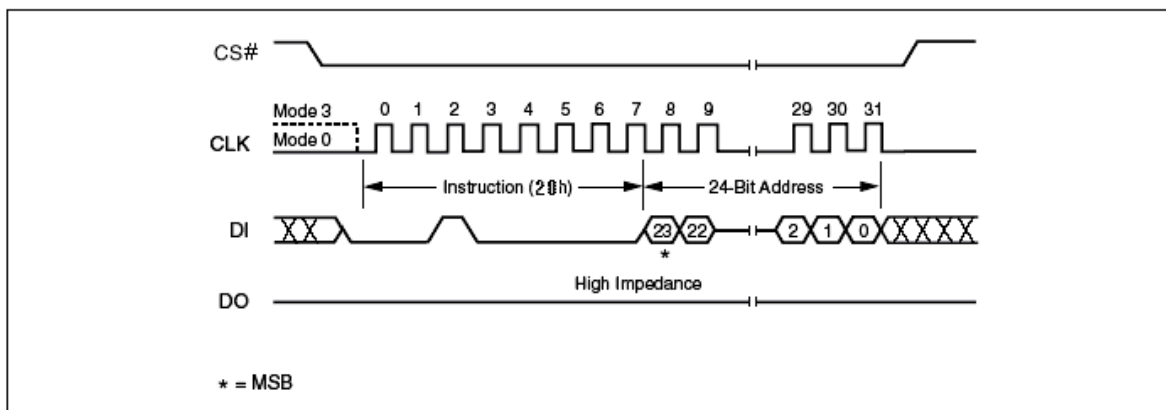 CS#
Mode 3
0 1 2 3 4 5 6 7 8 9 29 30 31
CLK
Mode 0
Instruction (20h) 24-Bit Address
DI 23 22 2 1 0
*
High Impedance
DO
* = MSB